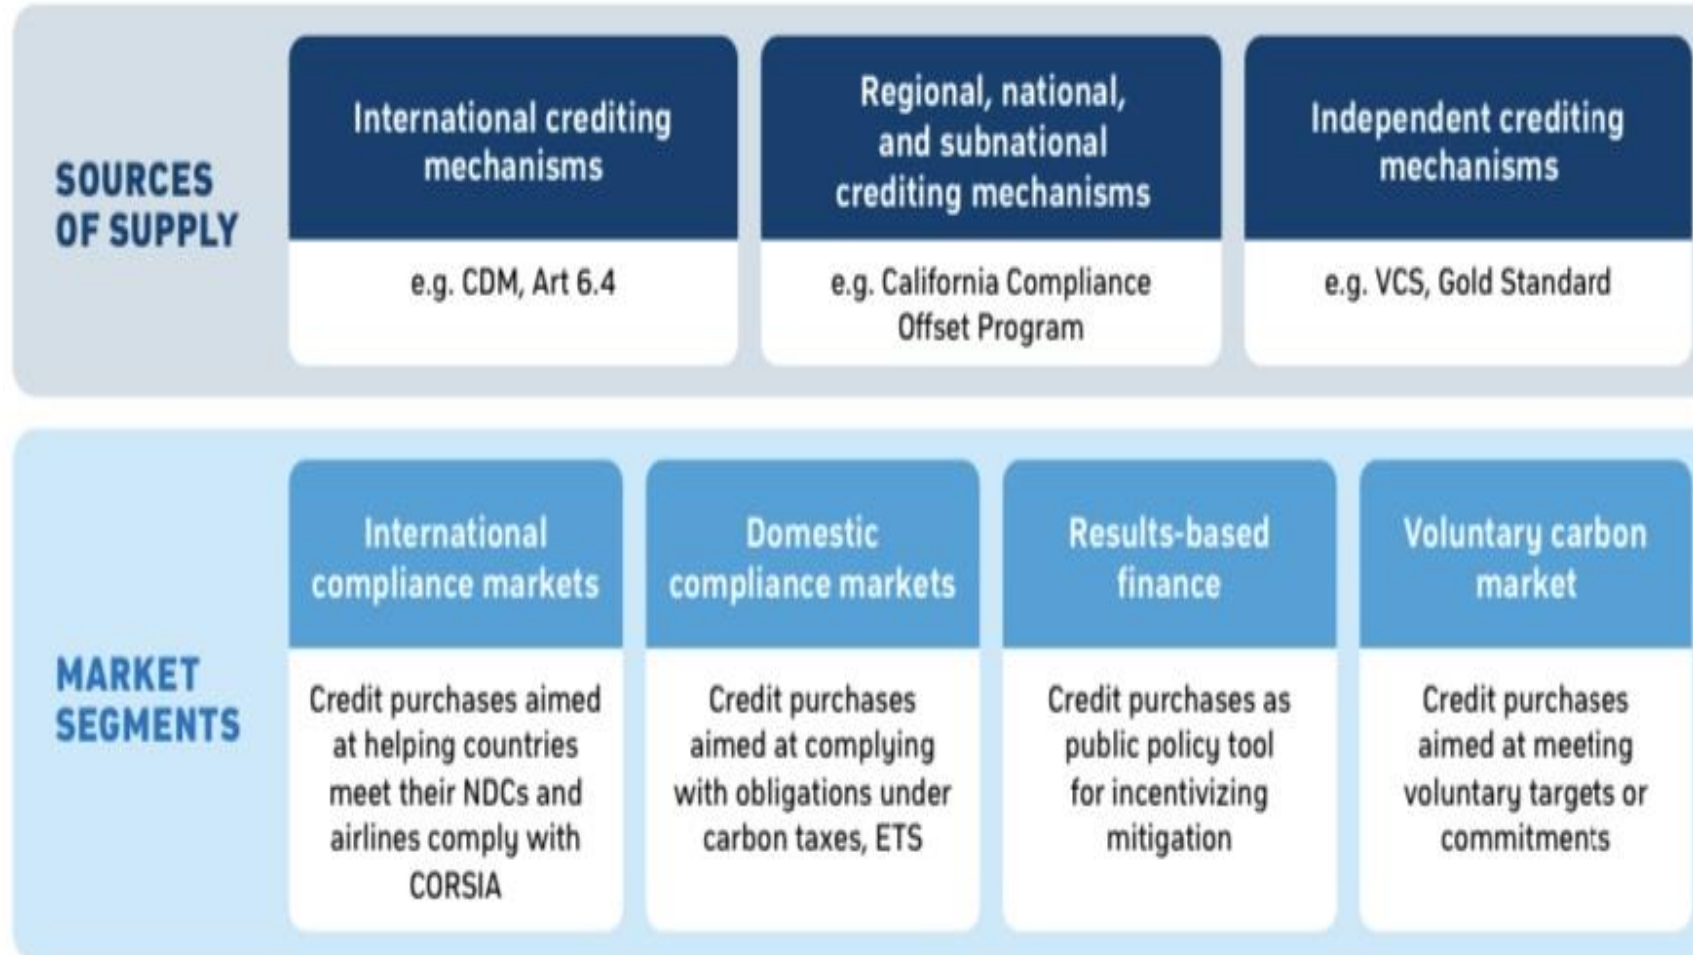 SOURCES
OF SUPPLY
International crediting
mechanisms
e.g. CDM, Art 6.4
Regional, national,
and subnational
crediting mechanisms
e.g. California Compliance
Offset Program
Independent crediting
mechanisms
e.g. VCS, Gold Standard
MARKET
SEGMENTS
International
compliance markets
Credit purchases aimed
at helping countries
meet their NDCs and
airlines comply with
CORSIA
Domestic
compliance markets
Credit purchases
aimed at complying
with obligations under
carbon taxes, ETS
Results-based
finance
Credit purchases as
public policy tool
for incentivizing
mitigation
Voluntary carbon
market
Credit purchases
aimed at meeting
voluntary targets or
commitments